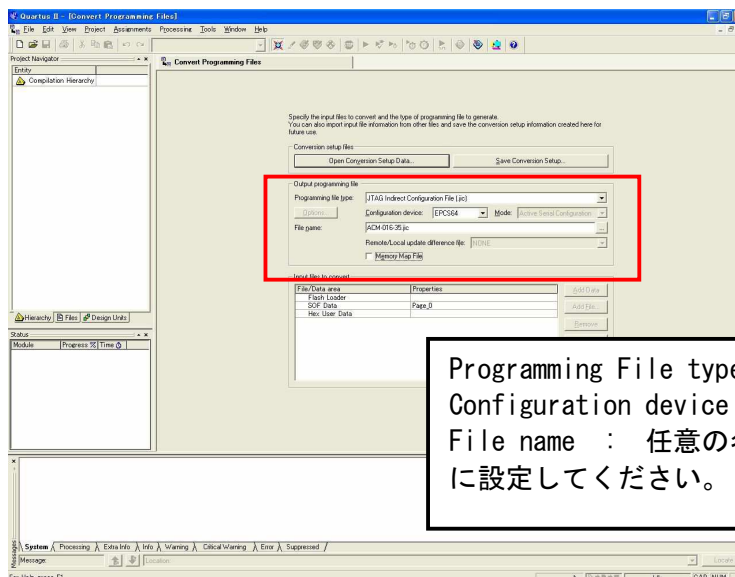 Quartus II - [Convert Programming Files]
File Edit View Project Assignments Processing Tools Window Help
Project Navigator
Entity
Compilation Hierarchy
Hierarchy Files Design Units
Status
Module Progress % Time
Convert Programming Files
Specify the input files to convert and the type of programming file to generate.
You can also import input file information from other files and save the conversion setup information created here for
future use.
Conversion setup files
Open Conversion Setup Data... Save Conversion Setup...
Output programming file
Programming file type: JTAG Indirect Configuration File (.jic)
Options... Configuration device: EPCS64 Mode: Active Serial Configuration
File name: ACM-016-35.jic ...
Remote/Local update difference file: NONE
Memory Map File
Input files to convert
File/Data area Properties Add Data
Flash Loader
SOF Data Page_0 Add File...
Hex User Data
Remove
Programming File type
Configuration device
File name : 任意の
に設定してください。
System Processing Extra Info Info Warning Critical Warning Error Suppressed
Messages
Message: Location: Locate
For Help, press F1
CAP NUM